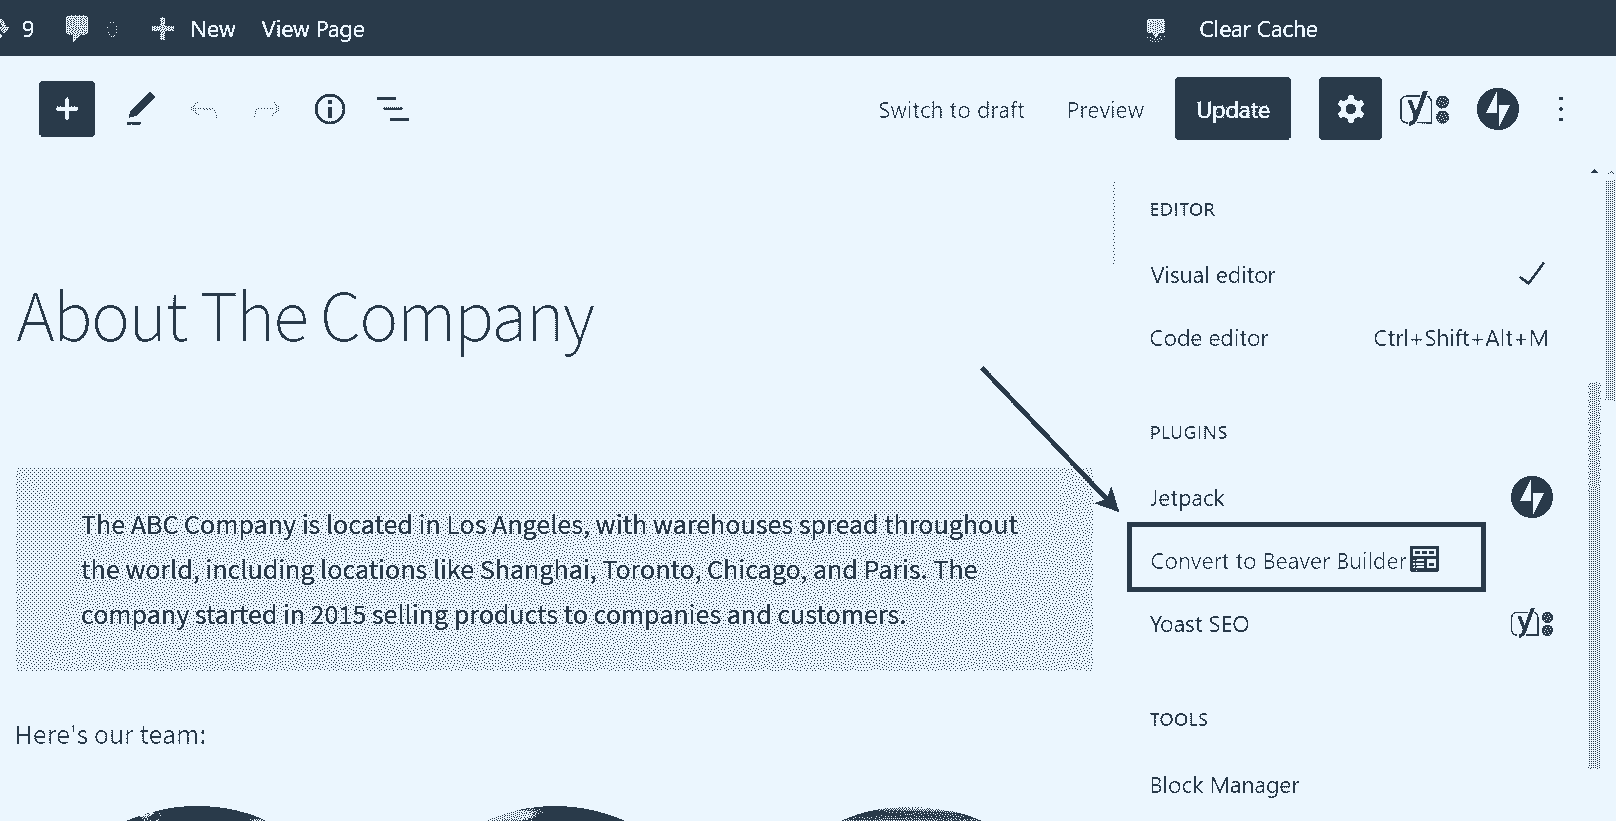 9 0 New View Page Clear Cache
Switch to draft Preview Update
EDITOR
Visual editor
Code editor Ctrl+Shift+Alt+M
About The Company
PLUGINS
Jetpack
Convert to Beaver Builder
Yoast SEO
The ABC Company is located in Los Angeles, with warehouses spread throughout
the world, including locations like Shanghai, Toronto, Chicago, and Paris. The
company started in 2015 selling products to companies and customers.
Here's our team:
TOOLS
Block Manager